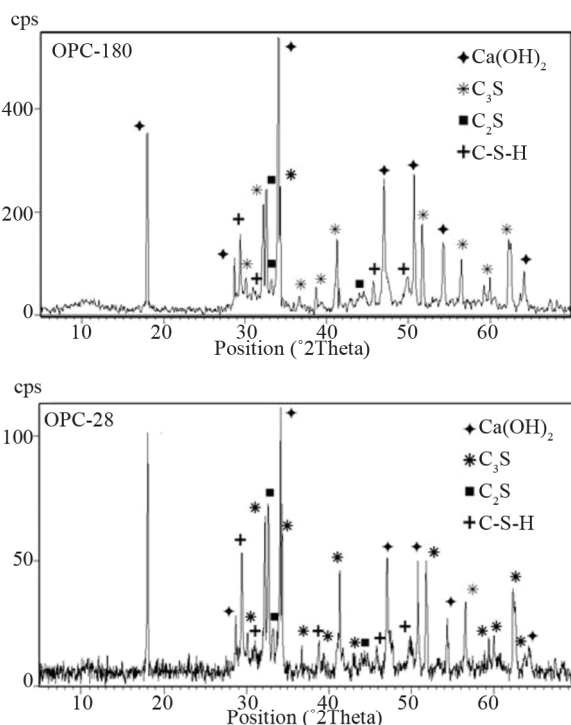 cps
OPC-180
Ca(OH)₂
C₃S
C₂S
C-S-H
400
200
0
10 20 30 40 50 60
Position (˚2Theta)
cps
OPC-28
Ca(OH)₂
C₃S
C₂S
C-S-H
100
50
0
10 20 30 40 50 60
Position (˚2Theta)